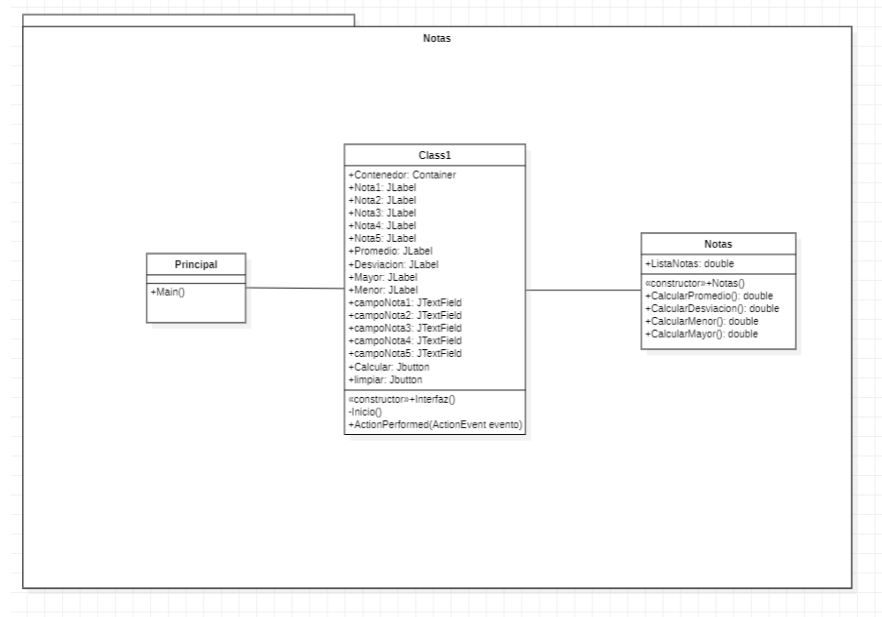 Notas
Principal
+Main()
Class1
+Contenedor: Container
+Nota1: JLabel
+Nota2: JLabel
+Nota3: JLabel
+Nota4: JLabel
+Nota5: JLabel
+Promedio: JLabel
+Desviacion: JLabel
+Mayor: JLabel
+Menor: JLabel
+campoNota1: JTextField
+campoNota2: JTextField
+campoNota3: JTextField
+campoNota4: JTextField
+campoNota5: JTextField
+Calcular: Jbutton
+limpiar: Jbutton
«constructor»+Interfaz()
-Inicio()
+ActionPerformed(ActionEvent evento)
Notas
+ListaNotas: double
«constructor»+Notas()
+CalcularPromedio(): double
+CalcularDesviacion(): double
+CalcularMenor(): double
+CalcularMayor(): double